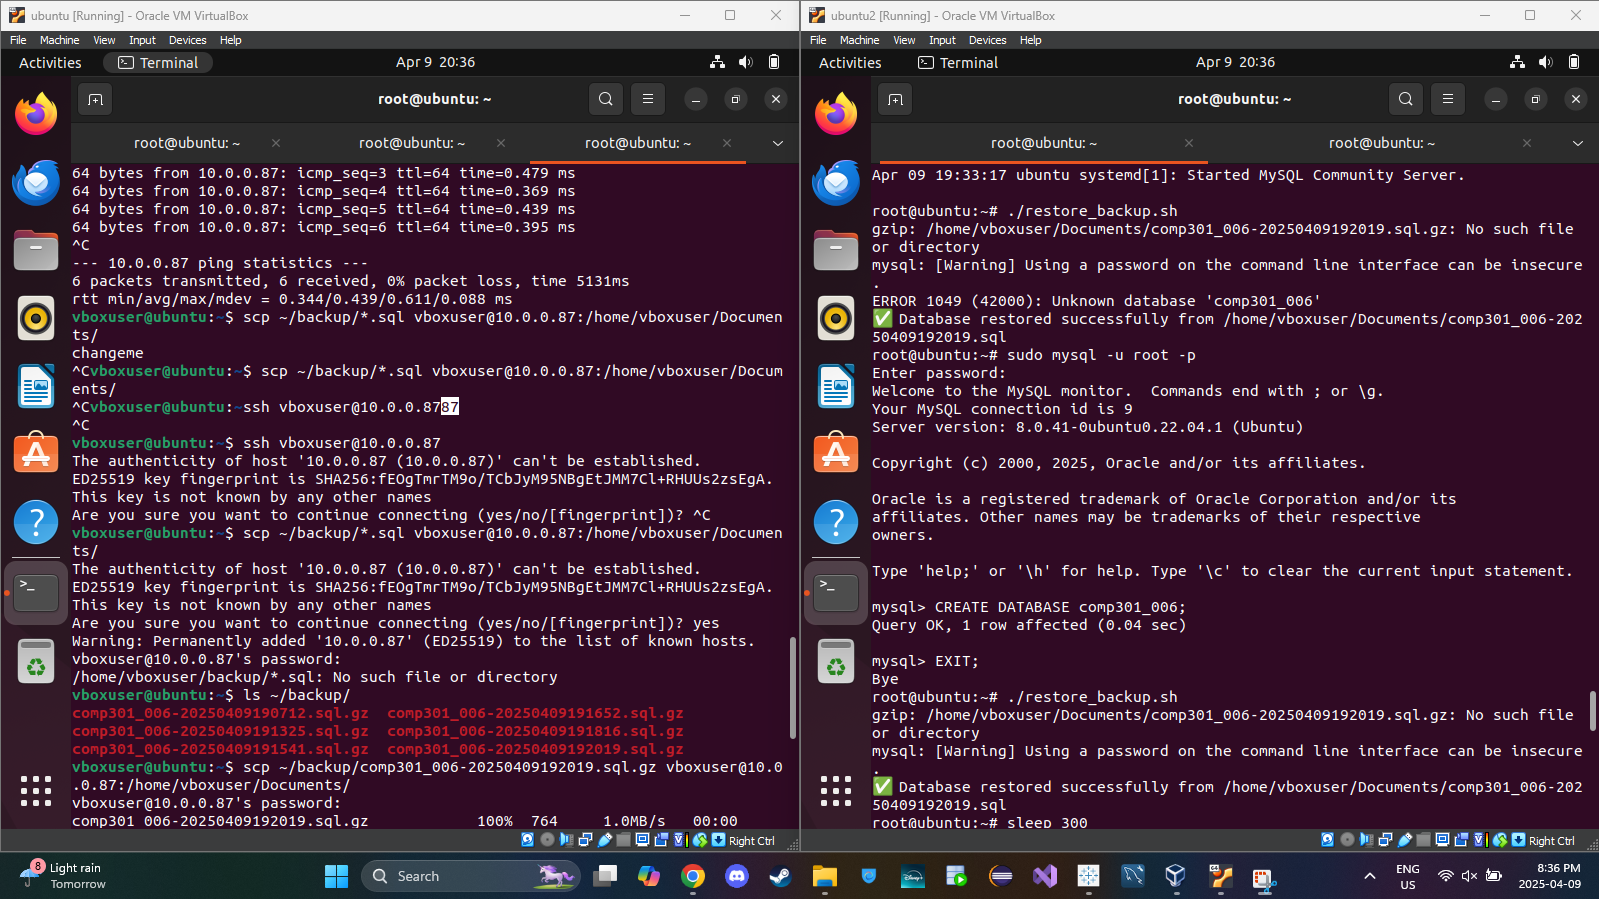 ubuntu [Running] - Oracle VM VirtualBox
File Machine View Input Devices Help
Activities Terminal Apr 9 20:36
root@ubuntu: ~
root@ubuntu: ~ root@ubuntu: ~ root@ubuntu: ~
64 bytes from 10.0.0.87: icmp_seq=3 ttl=64 time=0.479 ms
64 bytes from 10.0.0.87: icmp_seq=4 ttl=64 time=0.369 ms
64 bytes from 10.0.0.87: icmp_seq=5 ttl=64 time=0.439 ms
64 bytes from 10.0.0.87: icmp_seq=6 ttl=64 time=0.395 ms
^C
--- 10.0.0.87 ping statistics ---
6 packets transmitted, 6 received, 0% packet loss, time 5131ms
rtt min/avg/max/mdev = 0.344/0.439/0.611/0.088 ms
vboxuser@ubuntu:~$ scp ~/backup/*.sql vboxuser@10.0.0.87:/home/vboxuser/Documen
ts/
changeme
^Cvboxuser@ubuntu:~$ scp ~/backup/*.sql vboxuser@10.0.0.87:/home/vboxuser/Docum
ents/
^Cvboxuser@ubuntu:~ssh vboxuser@10.0.0.8787
^C
vboxuser@ubuntu:~$ ssh vboxuser@10.0.0.87
The authenticity of host '10.0.0.87 (10.0.0.87)' can't be established.
ED25519 key fingerprint is SHA256:fEOgTmrTM9o/TCbJyM95NBgEtJMM7Cl+RHUUs2zsEgA.
This key is not known by any other names
Are you sure you want to continue connecting (yes/no/[fingerprint])? ^C
vboxuser@ubuntu:~$ scp ~/backup/*.sql vboxuser@10.0.0.87:/home/vboxuser/Documen
ts/
The authenticity of host '10.0.0.87 (10.0.0.87)' can't be established.
ED25519 key fingerprint is SHA256:fEOgTmrTM9o/TCbJyM95NBgEtJMM7Cl+RHUUs2zsEgA.
This key is not known by any other names
Are you sure you want to continue connecting (yes/no/[fingerprint])? yes
Warning: Permanently added '10.0.0.87' (ED25519) to the list of known hosts.
vboxuser@10.0.0.87's password:
/home/vboxuser/backup/*.sql: No such file or directory
vboxuser@ubuntu:~$ ls ~/backup/
comp301_006-20250409190712.sql.gz comp301_006-20250409191652.sql.gz
comp301_006-20250409191325.sql.gz comp301_006-20250409191816.sql.gz
comp301_006-20250409191541.sql.gz comp301_006-20250409192019.sql.gz
vboxuser@ubuntu:~$ scp ~/backup/comp301_006-20250409192019.sql.gz vboxuser@10.0
.0.87:/home/vboxuser/Documents/
vboxuser@10.0.0.87's password:
comp301_006-20250409192019.sql.gz 100% 764 1.0MB/s 00:00
Right Ctrl
ubuntu2 [Running] - Oracle VM VirtualBox
File Machine View Input Devices Help
Activities Terminal Apr 9 20:36
root@ubuntu: ~
root@ubuntu: ~ root@ubuntu: ~
Apr 09 19:33:17 ubuntu systemd[1]: Started MySQL Community Server.
root@ubuntu:~# ./restore_backup.sh
gzip: /home/vboxuser/Documents/comp301_006-20250409192019.sql.gz: No such file
or directory
mysql: [Warning] Using a password on the command line interface can be insecure
.
ERROR 1049 (42000): Unknown database 'comp301_006'
✅ Database restored successfully from /home/vboxuser/Documents/comp301_006-202
50409192019.sql
root@ubuntu:~# sudo mysql -u root -p
Enter password:
Welcome to the MySQL monitor. Commands end with ; or \g.
Your MySQL connection id is 9
Server version: 8.0.41-0ubuntu0.22.04.1 (Ubuntu)
Copyright (c) 2000, 2025, Oracle and/or its affiliates.
Oracle is a registered trademark of Oracle Corporation and/or its
affiliates. Other names may be trademarks of their respective
owners.
Type 'help;' or '\h' for help. Type '\c' to clear the current input statement.
mysql> CREATE DATABASE comp301_006;
Query OK, 1 row affected (0.04 sec)
mysql> EXIT;
Bye
root@ubuntu:~# ./restore_backup.sh
gzip: /home/vboxuser/Documents/comp301_006-20250409192019.sql.gz: No such file
or directory
mysql: [Warning] Using a password on the command line interface can be insecure
.
✅ Database restored successfully from /home/vboxuser/Documents/comp301_006-202
50409192019.sql
root@ubuntu:~# sleep 300
Right Ctrl
8
Light rain
Tomorrow
Search
Disney+
ENG
US
8:36 PM
2025-04-09